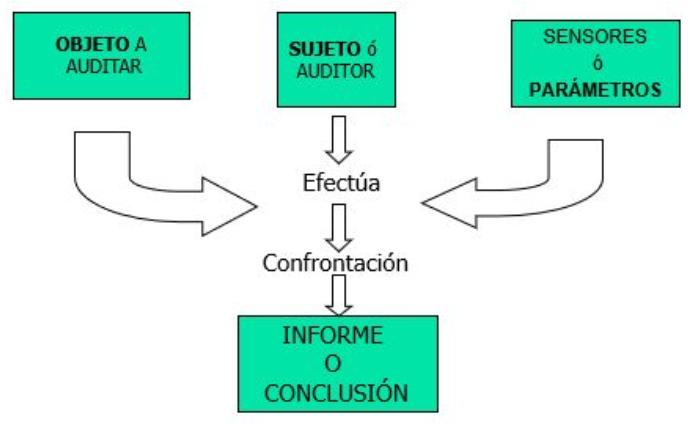 OBJETO A
AUDITAR
SUJETO ó
AUDITOR
SENSORES
ó
PARÁMETROS
Efectúa
Confrontación
INFORME
O
CONCLUSIÓN